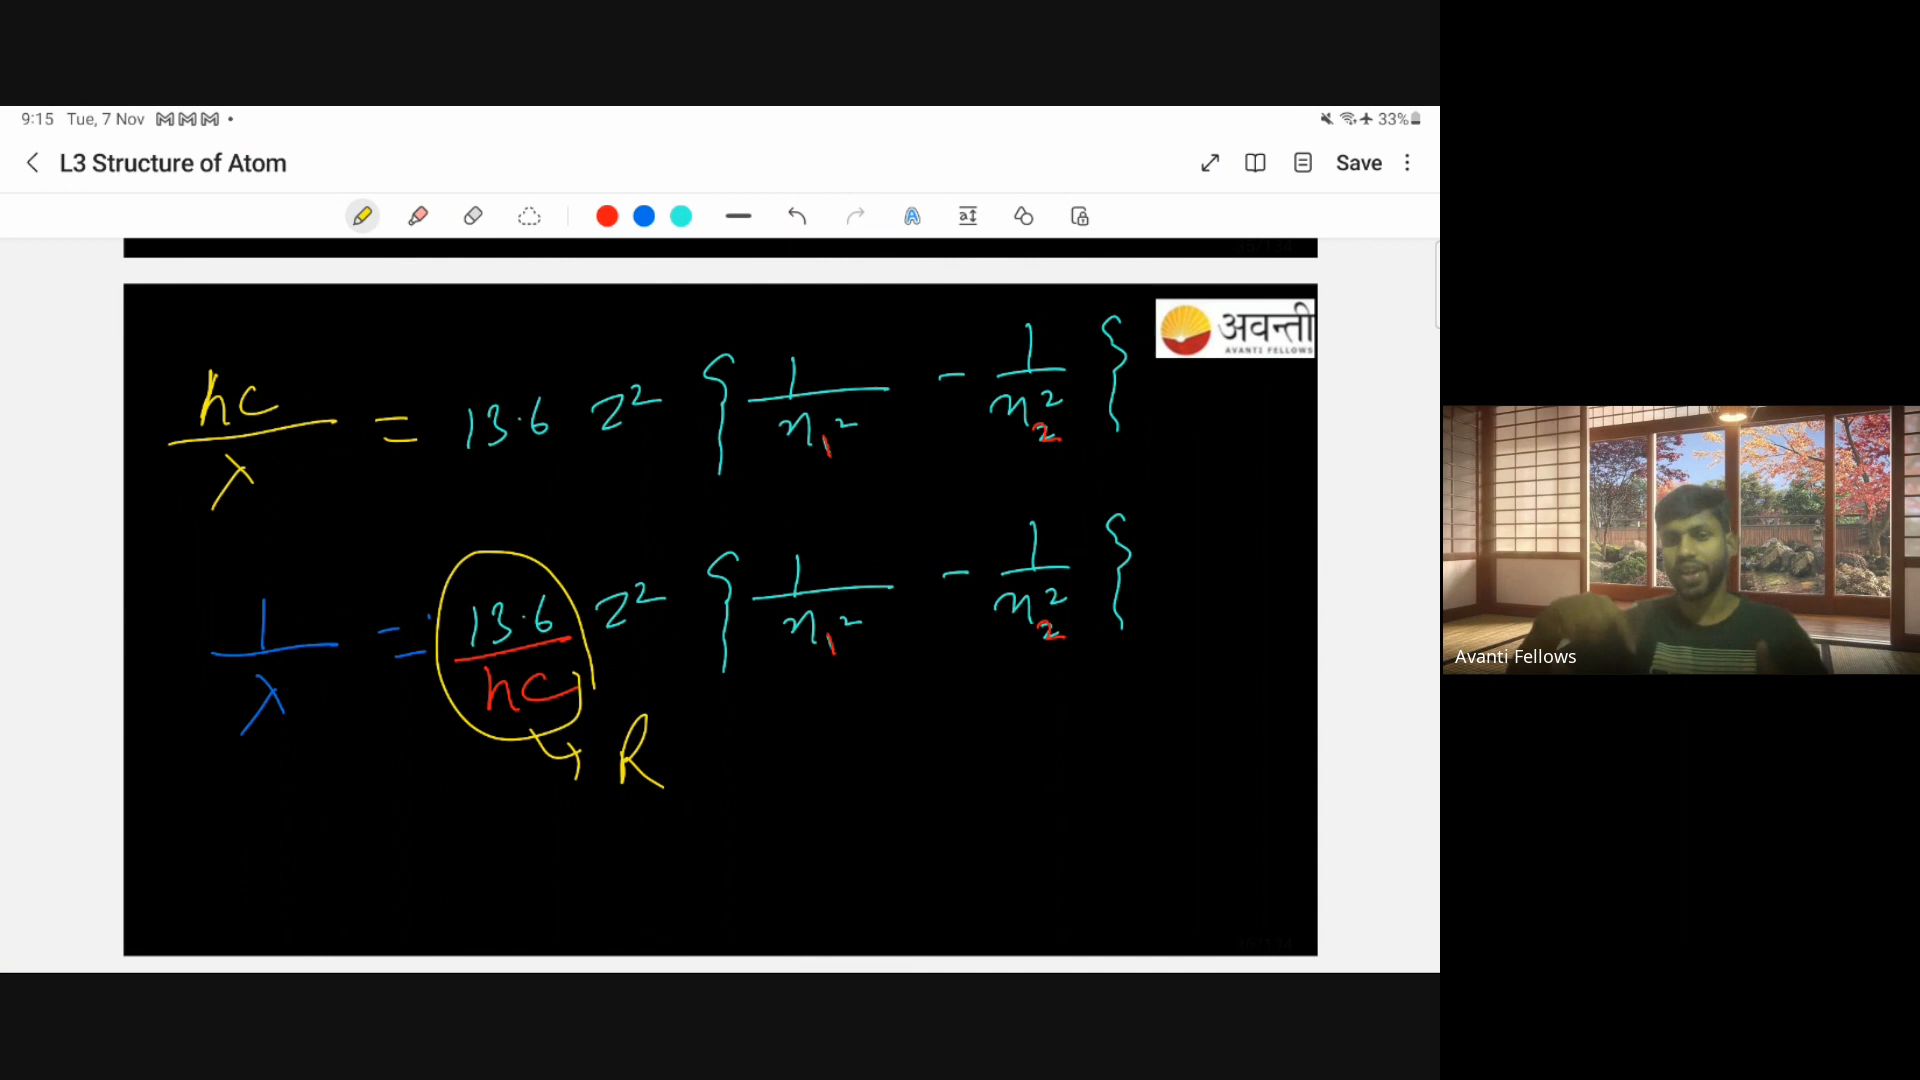 9:15 Tue, 7 Nov
33%
L3 Structure of Atom
Save
अवन्ती
AVANTI FELLOWS
hc/λ = 13.6 Z² { 1/n₁² - 1/n₂² }
1/λ = 13.6/hc Z² { 1/n₁² - 1/n₂² }
↳ R
Avanti Fellows